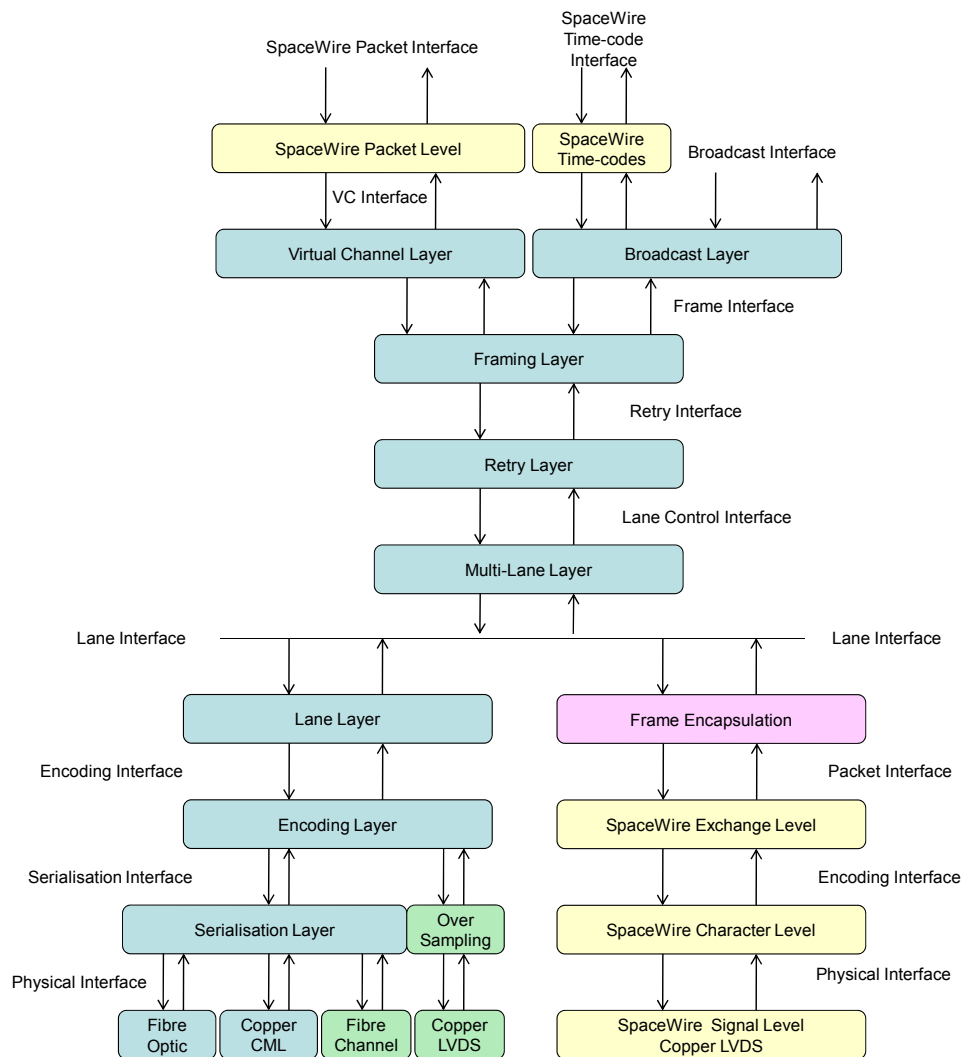 SpaceWire Packet Interface
SpaceWire
Time-code
Interface
SpaceWire Packet Level
SpaceWire
Time-codes
Broadcast Interface
VC Interface
Virtual Channel Layer
Broadcast Layer
Frame Interface
Framing Layer
Retry Interface
Retry Layer
Lane Control Interface
Multi-Lane Layer
Lane Interface
Lane Interface
Lane Layer
Frame Encapsulation
Encoding Interface
Packet Interface
Encoding Layer
SpaceWire Exchange Level
Serialisation Interface
Encoding Interface
Serialisation Layer
Over
Sampling
SpaceWire Character Level
Physical Interface
Physical Interface
Fibre
Optic
Copper
CML
Fibre
Channel
Copper
LVDS
SpaceWire Signal Level
Copper LVDS